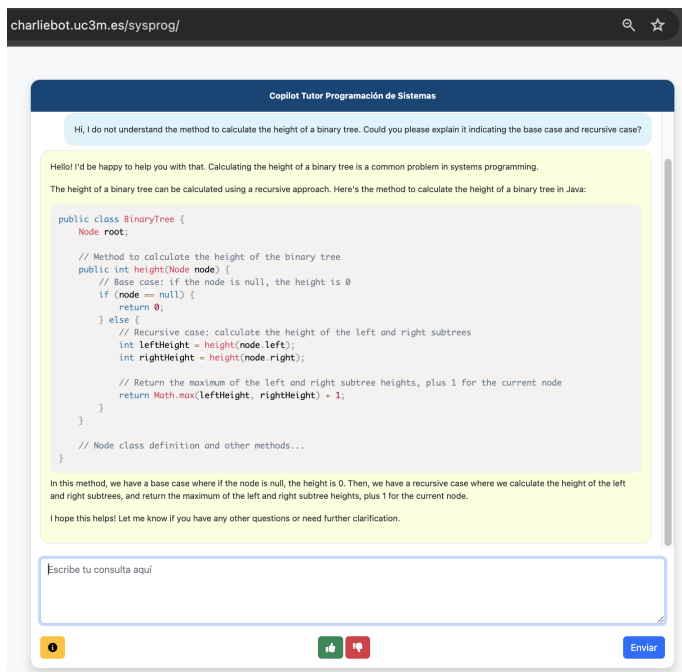 charliebot.uc3m.es/sysprog/
Copilot Tutor Programación de Sistemas
Hi, I do not understand the method to calculate the height of a binary tree. Could you please explain it indicating the base case and recursive case?
Hello! I'd be happy to help you with that. Calculating the height of a binary tree is a common problem in systems programming.
The height of a binary tree can be calculated using a recursive approach. Here's the method to calculate the height of a binary tree in Java:
public class BinaryTree {
    Node root;
    // Method to calculate the height of the binary tree
    public int height(Node node) {
        // Base case: if the node is null, the height is 0
        if (node == null) {
            return 0;
        } else {
            // Recursive case: calculate the height of the left and right subtrees
            int leftHeight = height(node.left);
            int rightHeight = height(node.right);
            // Return the maximum of the left and right subtree heights, plus 1 for the current node
            return Math.max(leftHeight, rightHeight) + 1;
        }
    }
    // Node class definition and other methods...
}
In this method, we have a base case where if the node is null, the height is 0. Then, we have a recursive case where we calculate the height of the left
and right subtrees, and return the maximum of the left and right subtree heights, plus 1 for the current node.
I hope this helps! Let me know if you have any other questions or need further clarification.
Escribe tu consulta aquí
Enviar